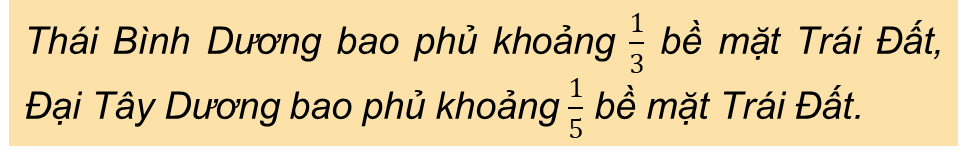 Thái Bình Dương bao phủ khoảng 1/3 bề mặt Trái Đất,
Đại Tây Dương bao phủ khoảng 1/5 bề mặt Trái Đất.